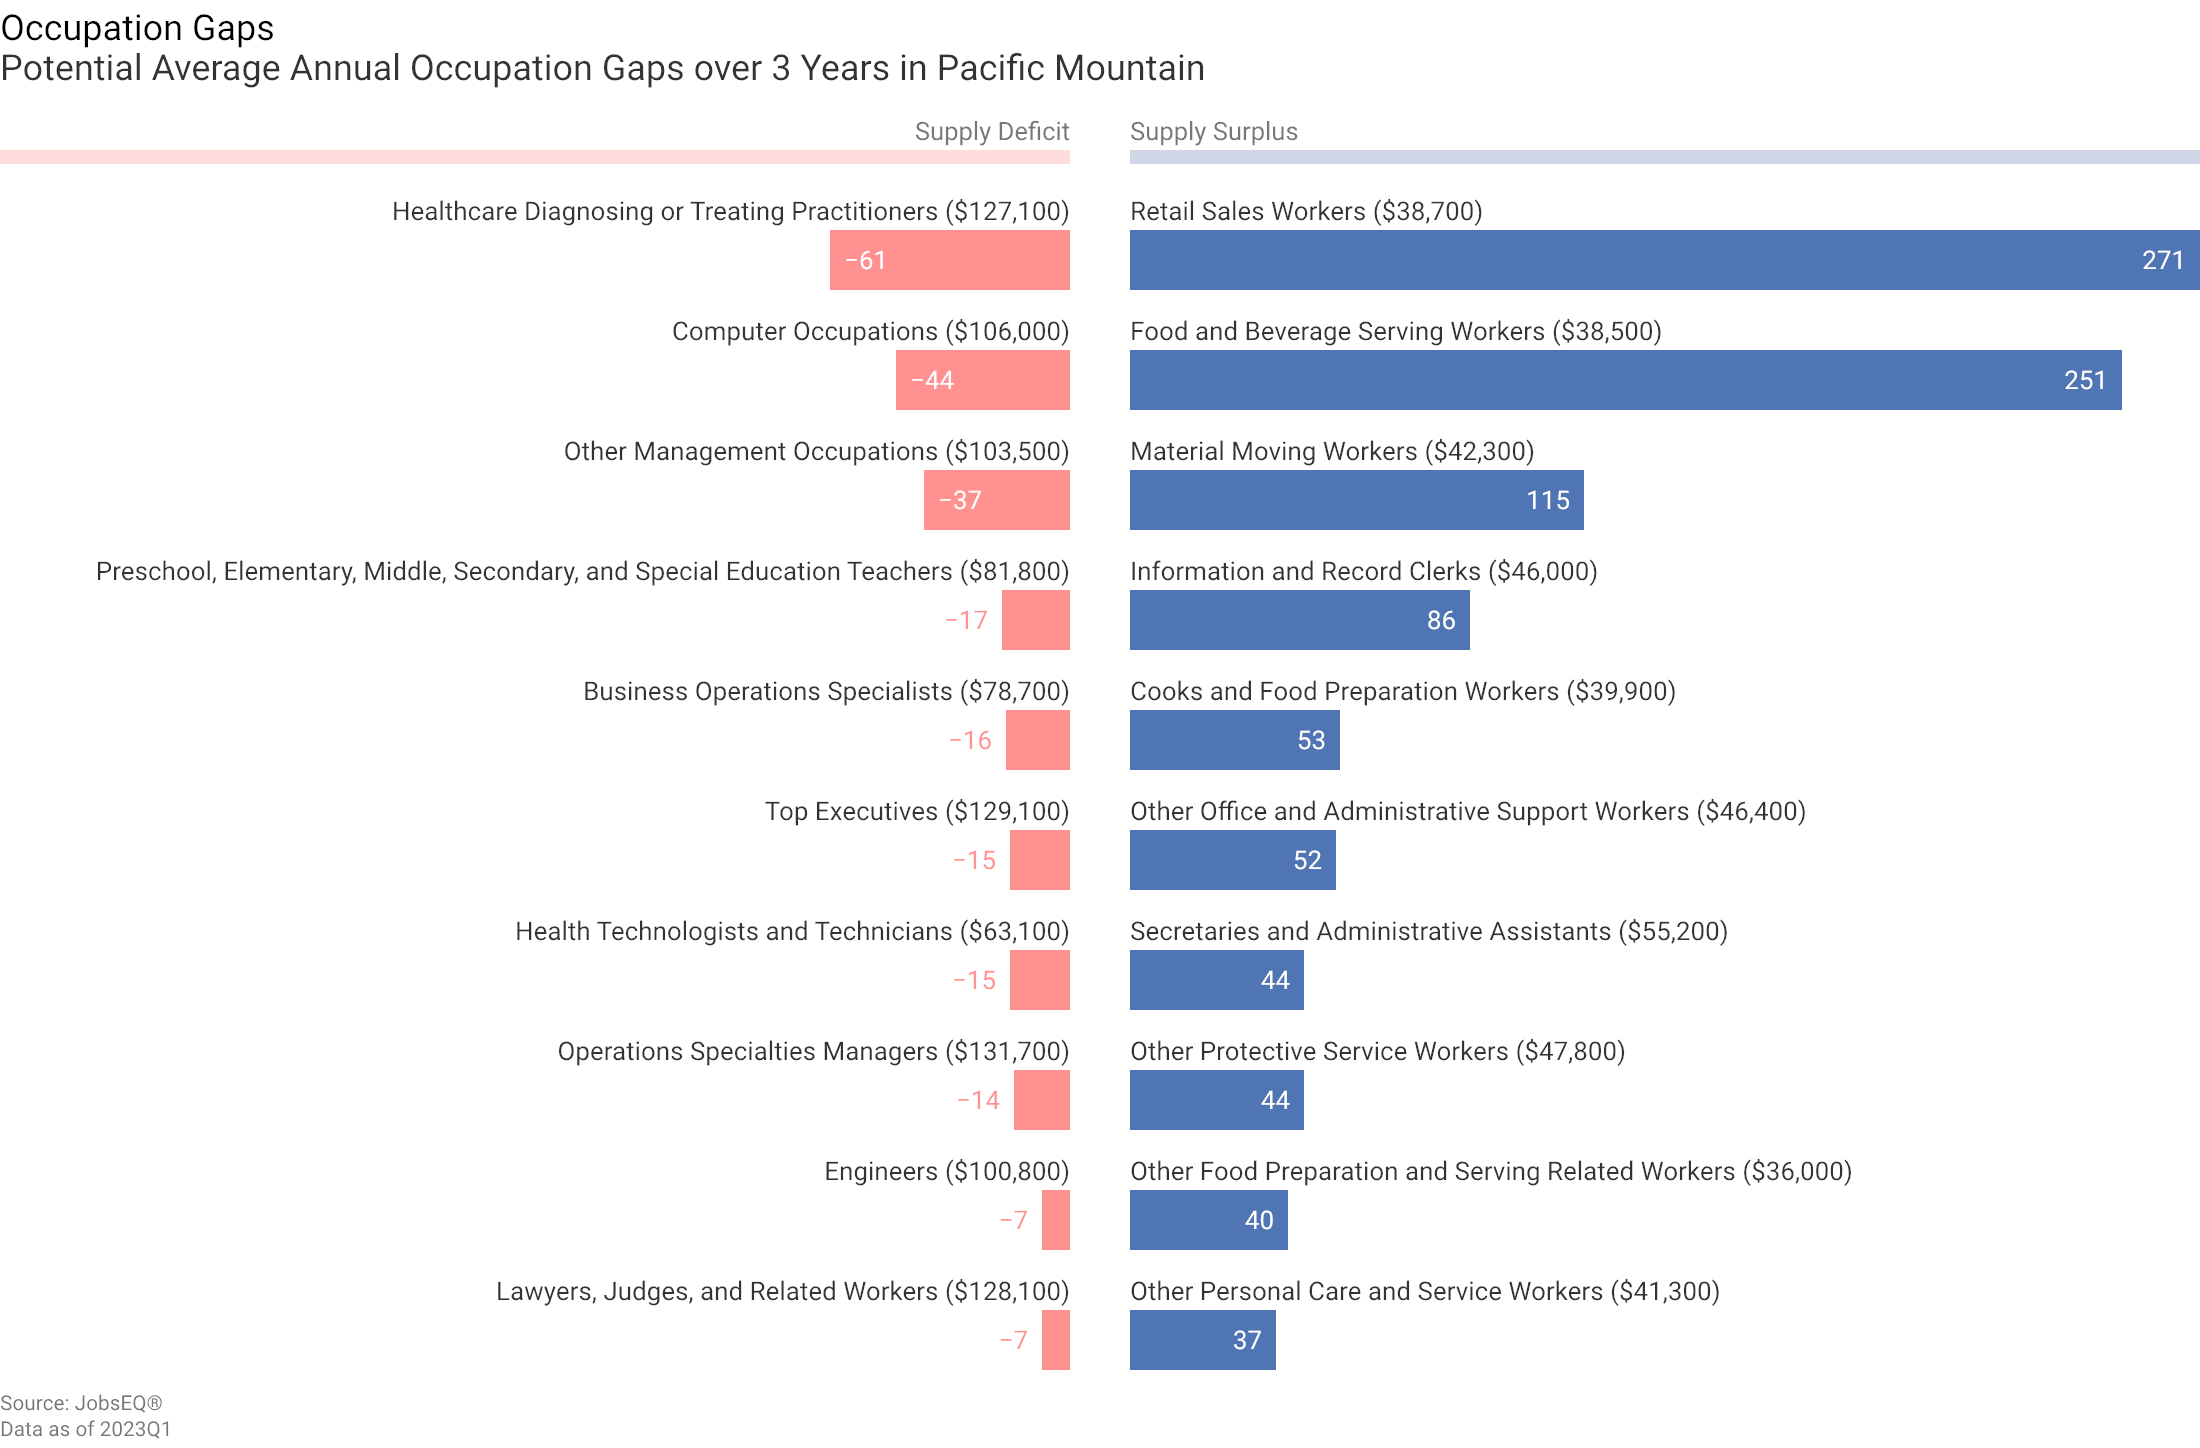 Occupation Gaps
Potential Average Annual Occupation Gaps over 3 Years in Pacific Mountain
Supply Deficit
Supply Surplus
Healthcare Diagnosing or Treating Practitioners ($127,100)
Retail Sales Workers ($38,700)
−61
271
Computer Occupations ($106,000)
Food and Beverage Serving Workers ($38,500)
−44
251
Other Management Occupations ($103,500)
Material Moving Workers ($42,300)
−37
115
Preschool, Elementary, Middle, Secondary, and Special Education Teachers ($81,800)
Information and Record Clerks ($46,000)
−17
86
Business Operations Specialists ($78,700)
Cooks and Food Preparation Workers ($39,900)
−16
53
Top Executives ($129,100)
Other Office and Administrative Support Workers ($46,400)
−15
52
Health Technologists and Technicians ($63,100)
Secretaries and Administrative Assistants ($55,200)
−15
44
Operations Specialties Managers ($131,700)
Other Protective Service Workers ($47,800)
−14
44
Engineers ($100,800)
Other Food Preparation and Serving Related Workers ($36,000)
−7
40
Lawyers, Judges, and Related Workers ($128,100)
Other Personal Care and Service Workers ($41,300)
−7
37
Source: JobsEQ®
Data as of 2023Q1